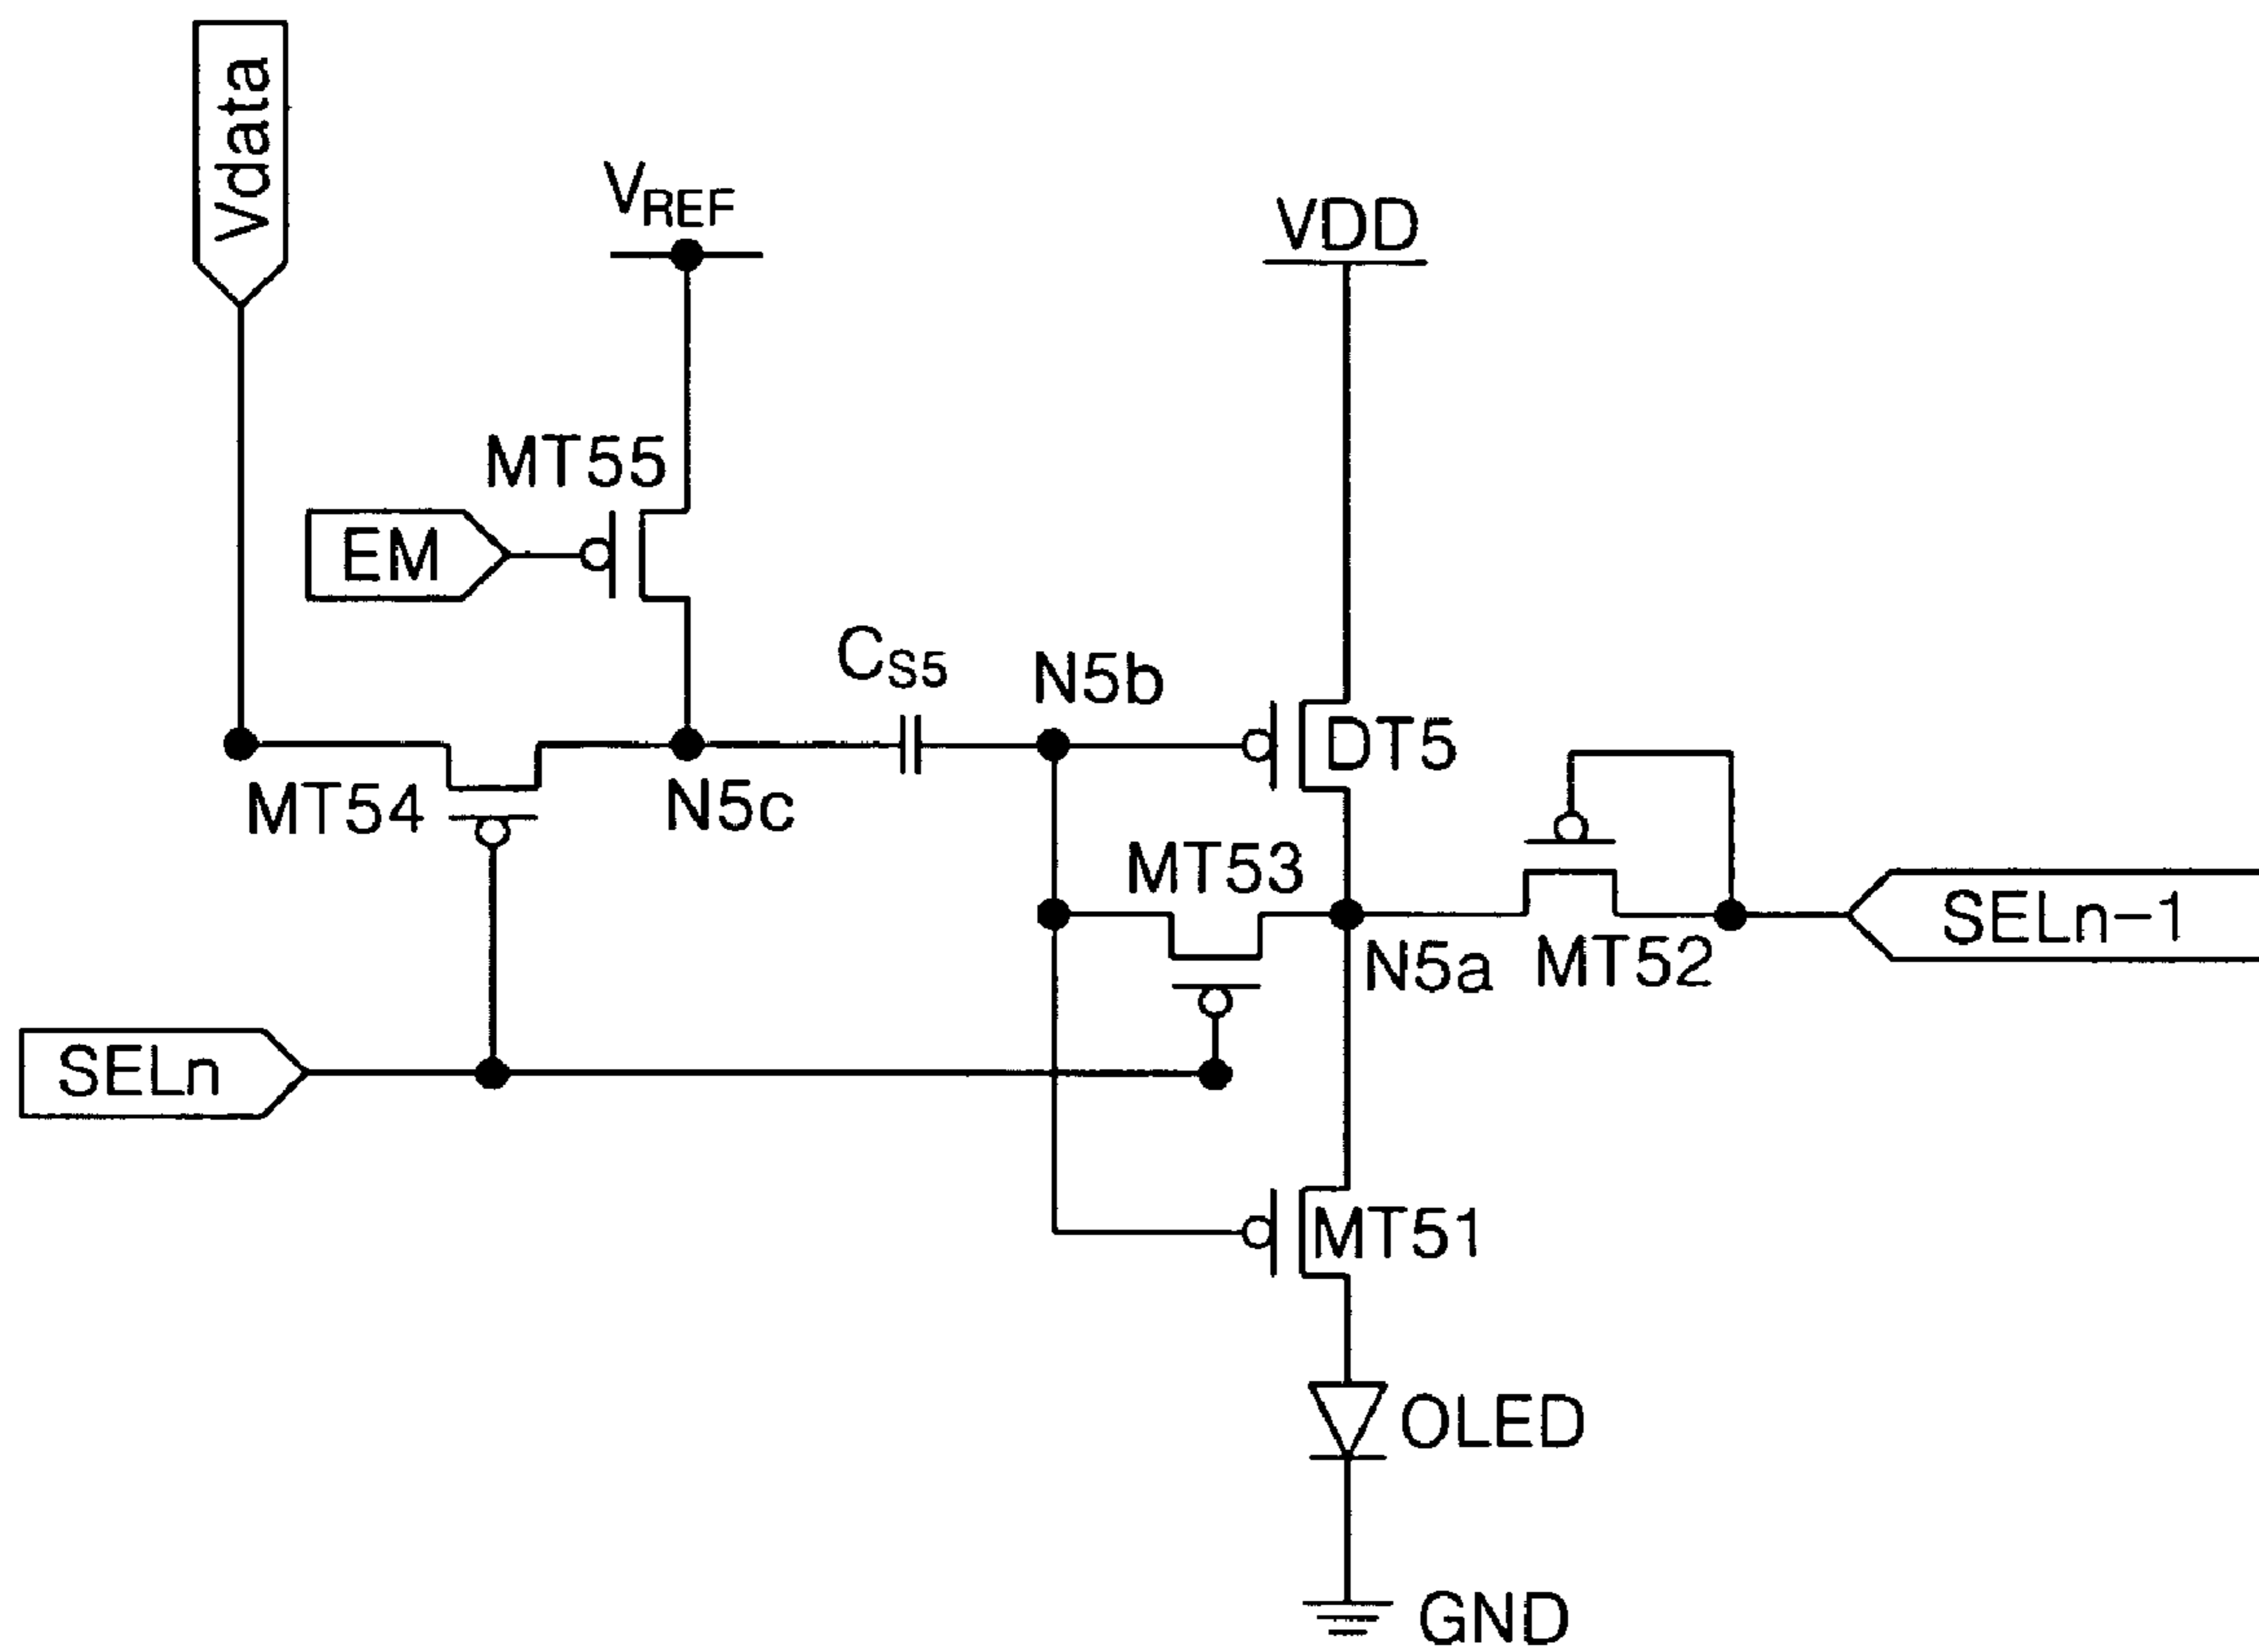 Vdata
VREF
VDD
MT55
EM
CS5
N5b
DT5
MT54
N5c
MT53
N5a
MT52
SELn-1
SELn
MT51
OLED
GND